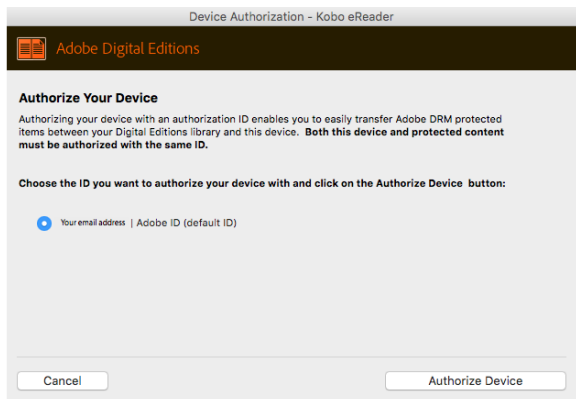 Device Authorization - Kobo eReader
Adobe Digital Editions
Authorize Your Device
Authorizing your device with an authorization ID enables you to easily transfer Adobe DRM protected
items between your Digital Editions library and this device. Both this device and protected content
must be authorized with the same ID.
Choose the ID you want to authorize your device with and click on the Authorize Device button:
Your email address | Adobe ID (default ID)
Cancel
Authorize Device